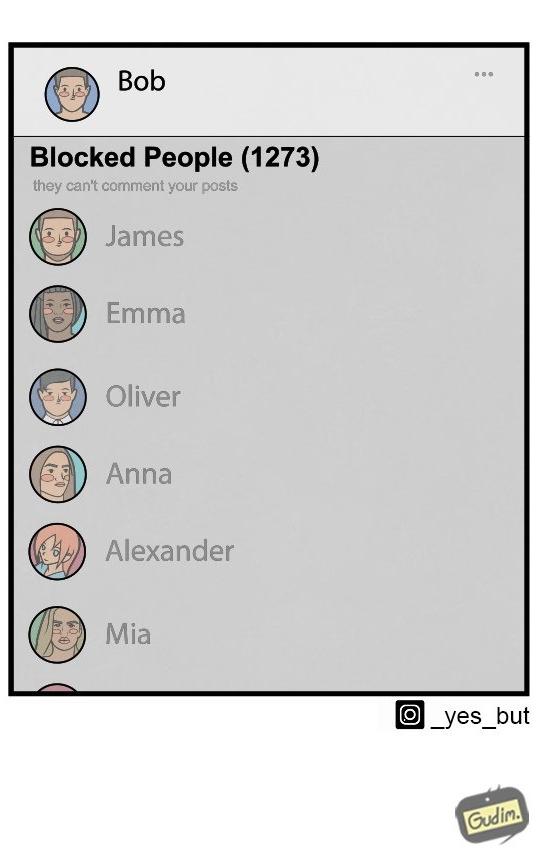 Bob
Blocked People (1273)
they can't comment your posts
James
Emma
Oliver
Anna
Alexander
Mia
_yes_but
Gudim.